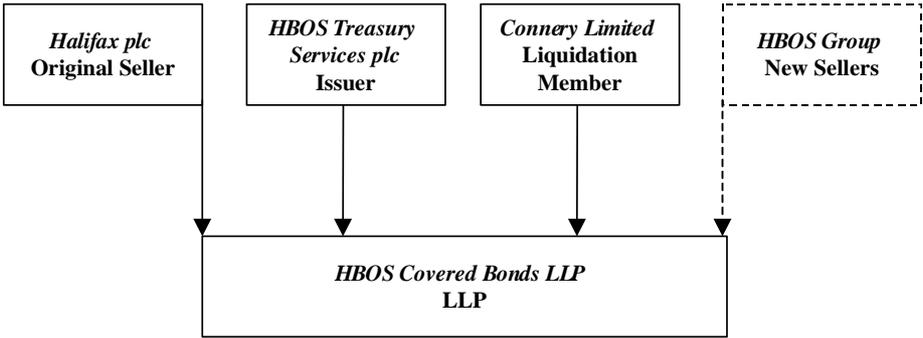 Halifax plc
Original Seller
HBOS Treasury
Services plc
Issuer
Connery Limited
Liquidation
Member
HBOS Group
New Sellers
HBOS Covered Bonds LLP
LLP